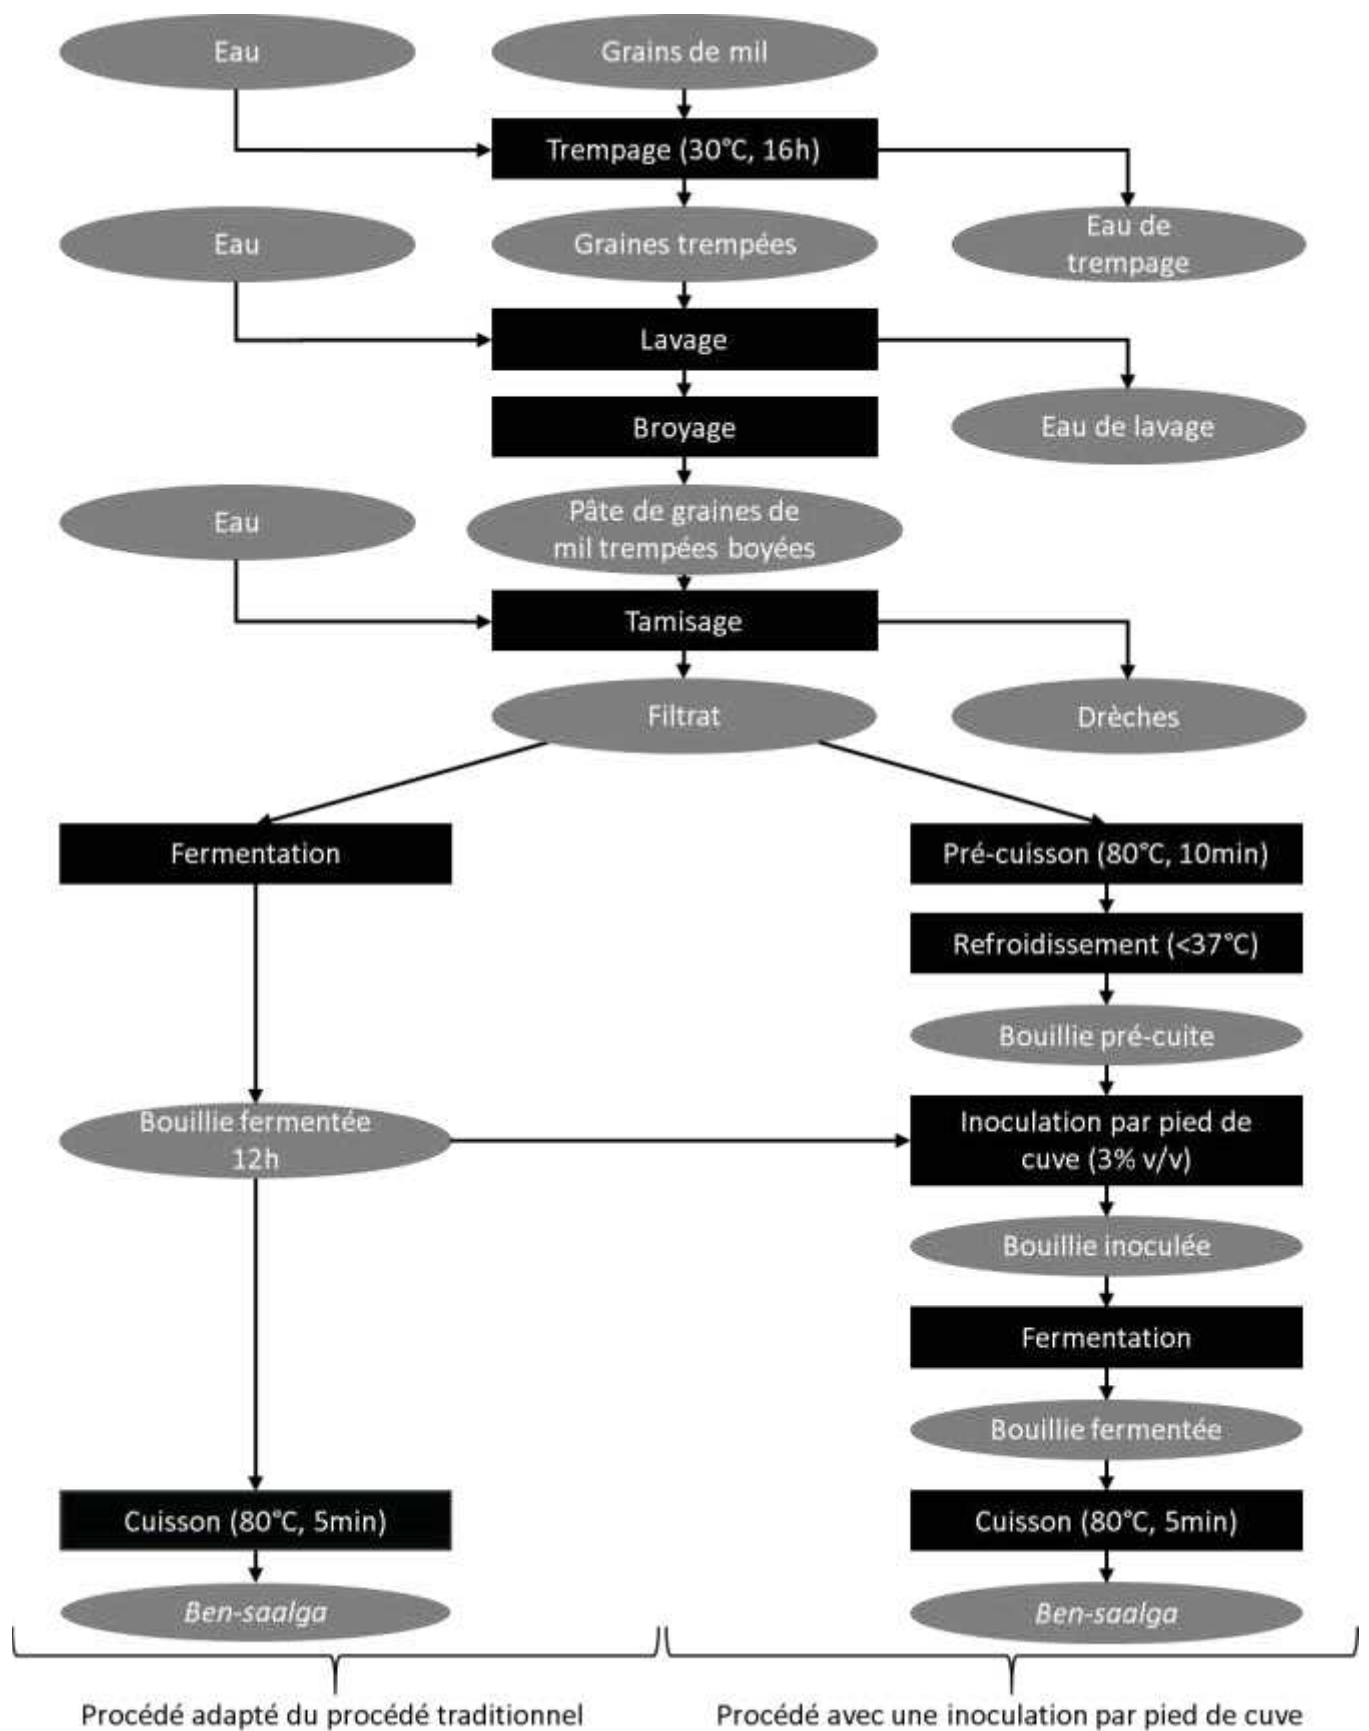 Eau
Grains de mil
Trempage (30°C, 16h)
Eau
Graines trempées
Eau de
trempage
Lavage
Broyage
Eau de lavage
Eau
Pâte de graines de
mil trempées boyées
Tamisage
Filtrat
Drèches
Fermentation
Pré-cuisson (80°C, 10min)
Refroidissement (<37°C)
Bouillie pré-cuite
Bouillie fermentée
12h
Inoculation par pied de
cuve (3% v/v)
Bouillie inoculée
Fermentation
Bouillie fermentée
Cuisson (80°C, 5min)
Cuisson (80°C, 5min)
Ben-saalga
Ben-saalga
Procédé adapté du procédé traditionnel
Procédé avec une inoculation par pied de cuve